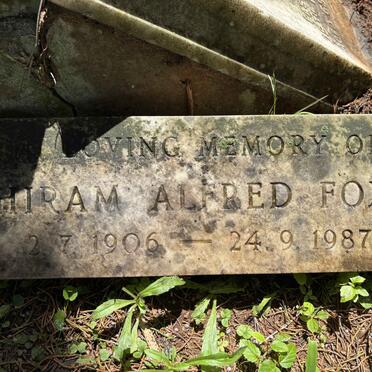 LOVING MEMORY OF
HIRAM ALFRED FOX
2.7.1906 — 24.9.1987